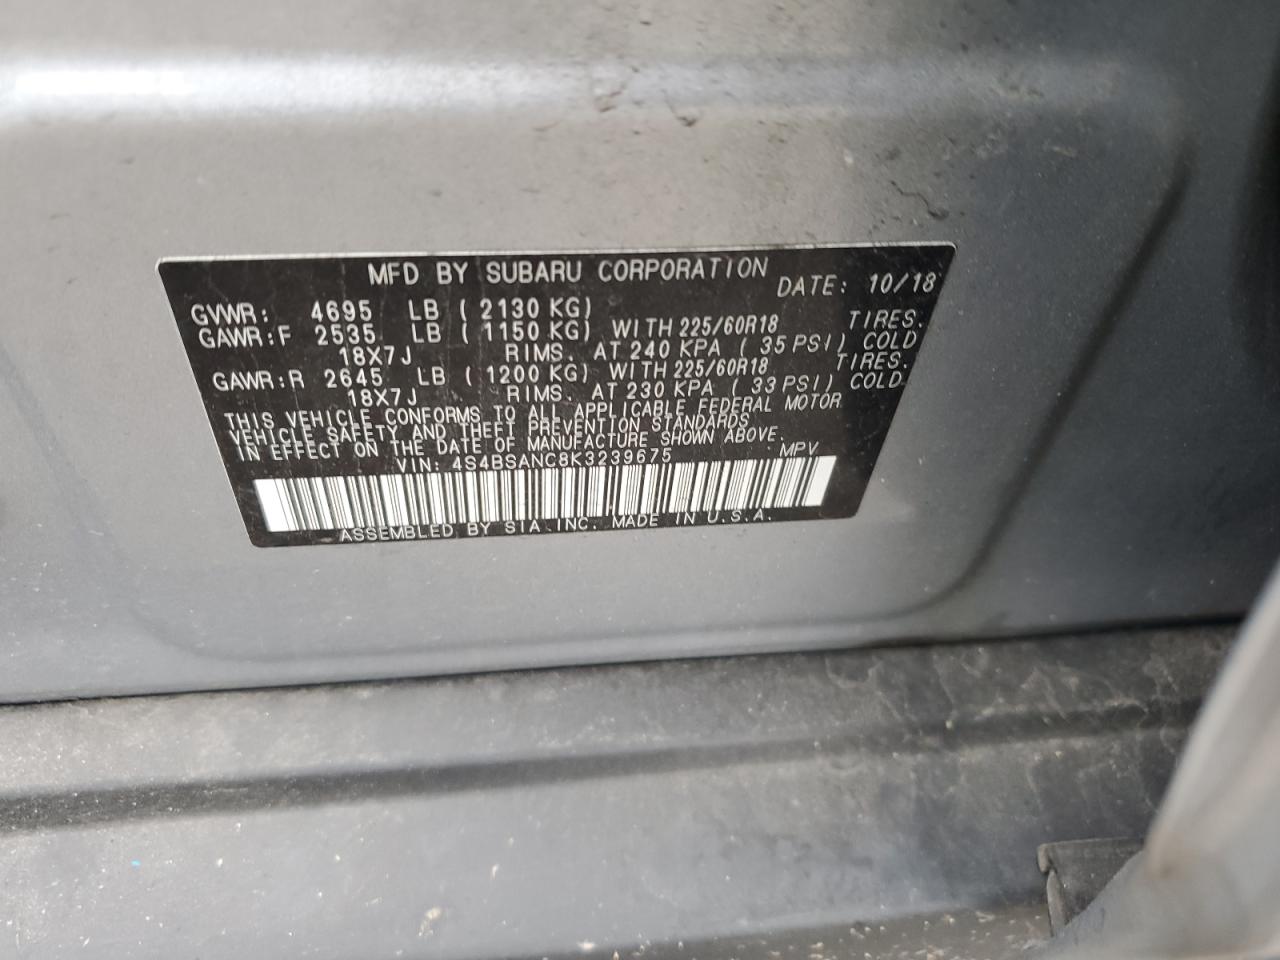 MFD BY SUBARU CORPORATION DATE: 10/18
GVWR: 4695 LB (2130 KG)
GAWR:F 2535 LB (1150 KG) WITH 225/60R18 TIRES.
18X7J RIMS. AT 240 KPA (35 PSI) COLD
GAWR:R 2645 LB (1200 KG) WITH 225/60R18 TIRES.
18X7J RIMS. AT 230 KPA (33 PSI) COLD.
THIS VEHICLE CONFORMS TO ALL APPLICABLE FEDERAL MOTOR
VEHICLE SAFETY AND THEFT PREVENTION STANDARDS
IN EFFECT ON THE DATE OF MANUFACTURE SHOWN ABOVE.
VIN: 4S4BSANC8K3239675 MPV
ASSEMBLED BY SIA, INC. MADE IN U.S.A.